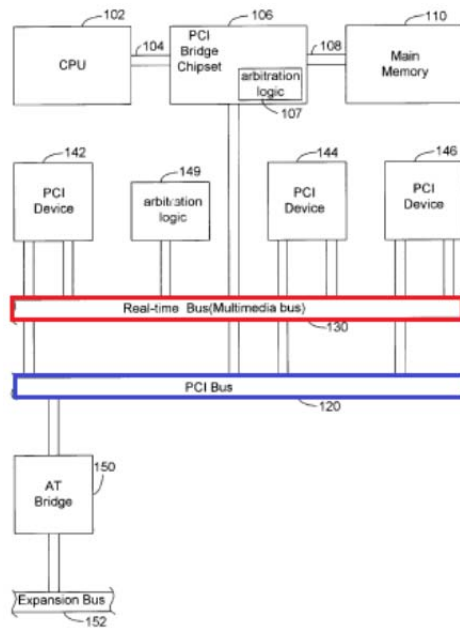 102
CPU
104
106
PCI
Bridge
Chipset
arbitration
logic
107
108
110
Main
Memory
142
PCI
Device
149
arbitration
logic
144
PCI
Device
146
PCI
Device
Real-time Bus(Multimedia bus)
130
PCI Bus
120
AT
Bridge
150
Expansion Bus
152